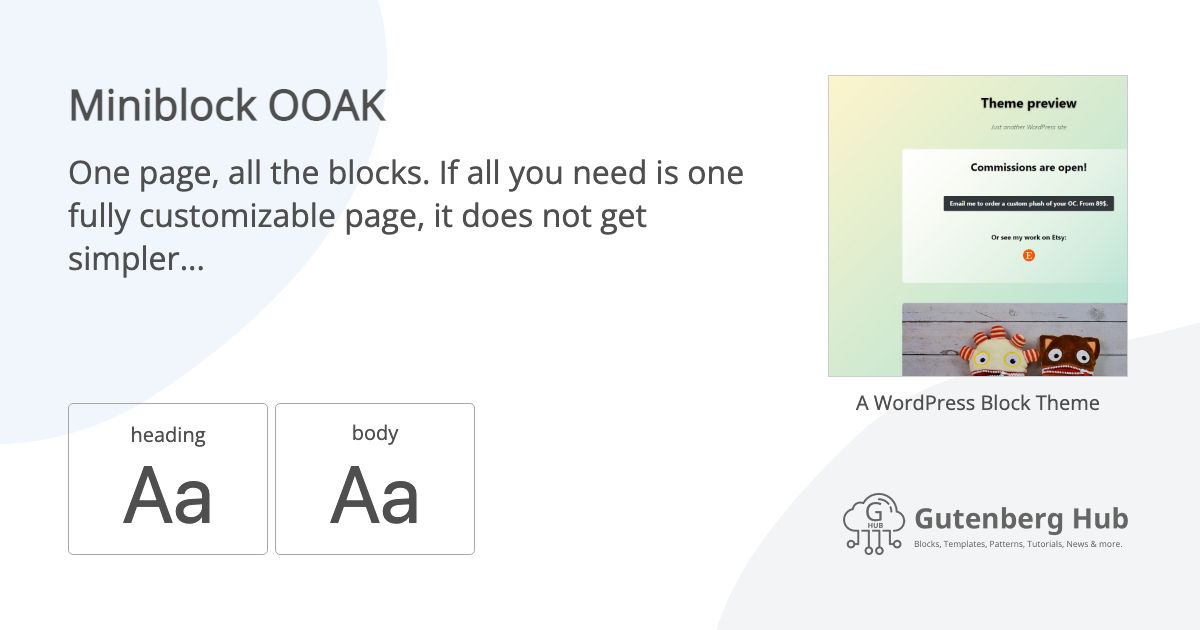 Miniblock OOAK
One page, all the blocks. If all you need is one
fully customizable page, it does not get
simpler...
heading
Aa
body
Aa
Theme preview
Just another WordPress site
Commissions are open!
Email me to order a custom plush of your OC. From 89$.
Or see my work on Etsy:
E
A WordPress Block Theme
G
HUB
Gutenberg Hub
Blocks, Templates, Patterns, Tutorials, News & more.